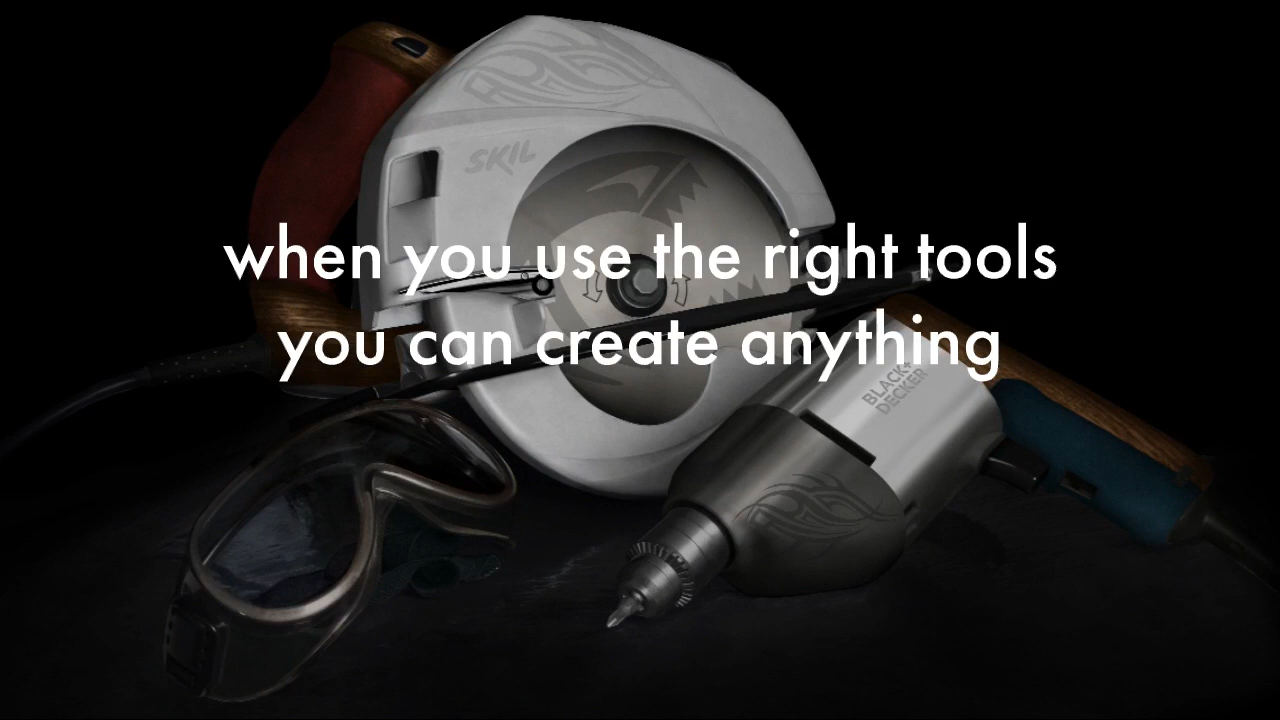 SKIL
when you use the right tools
you can create anything
BLACK+
DECKER